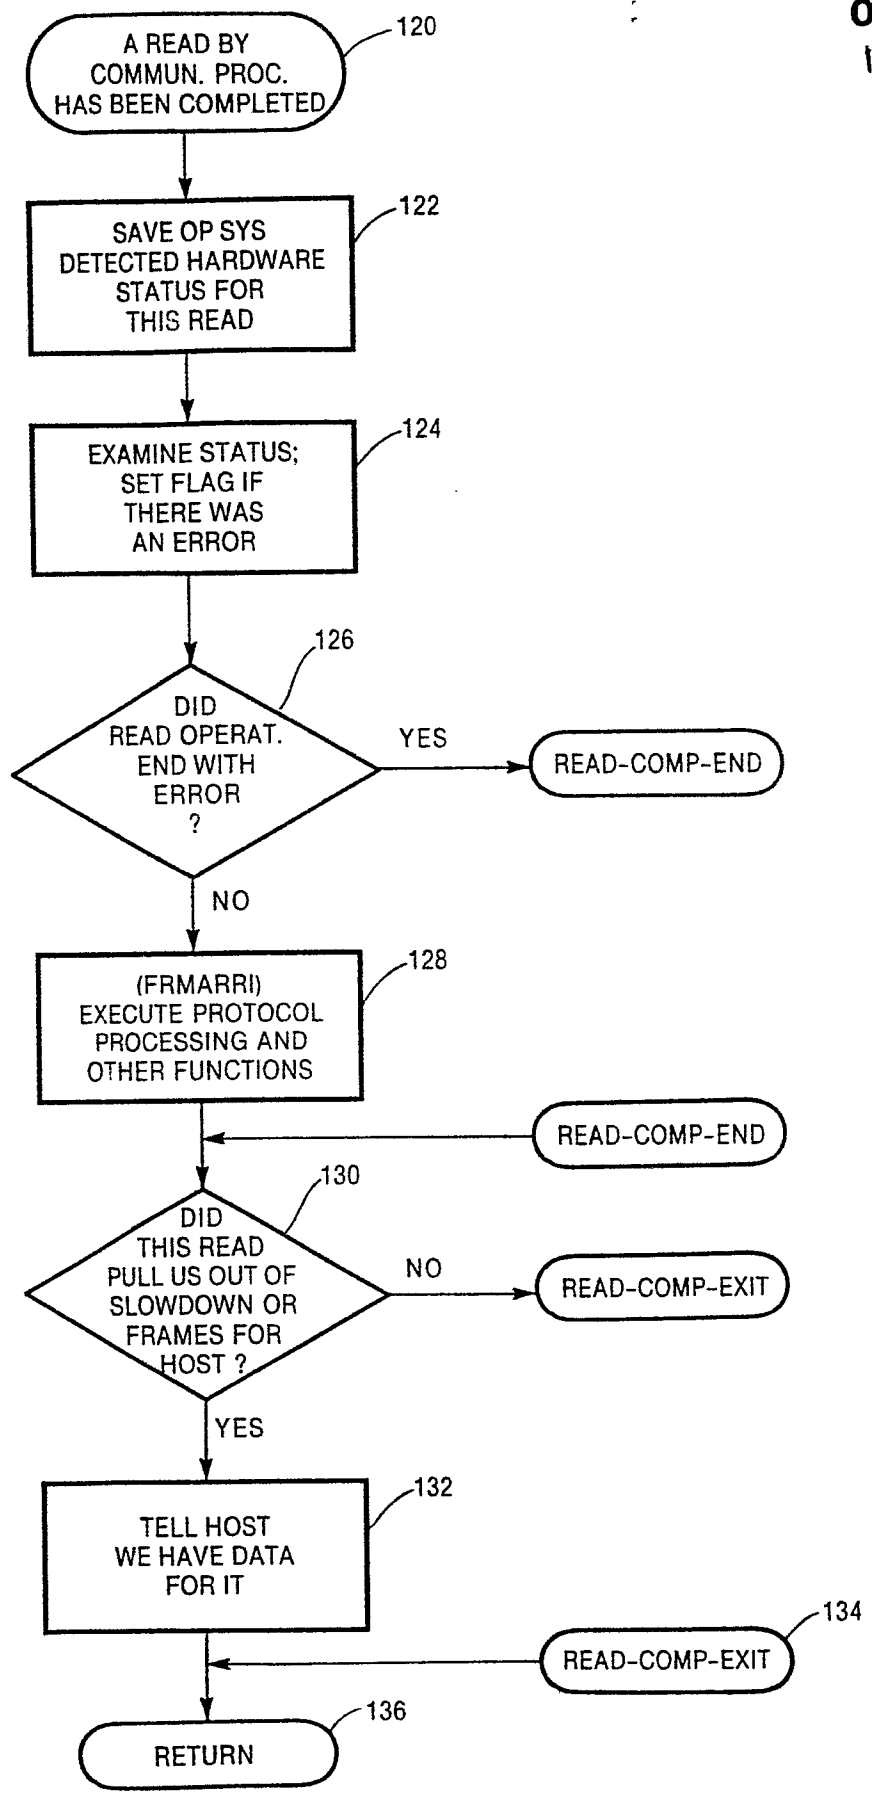 120
A READ BY
COMMUN. PROC.
HAS BEEN COMPLETED
122
SAVE OP SYS
DETECTED HARDWARE
STATUS FOR
THIS READ
124
EXAMINE STATUS;
SET FLAG IF
THERE WAS
AN ERROR
126
DID
READ OPERAT.
END WITH
ERROR
?
YES
READ-COMP-END
NO
128
(FRMARRI)
EXECUTE PROTOCOL
PROCESSING AND
OTHER FUNCTIONS
READ-COMP-END
130
DID
THIS READ
PULL US OUT OF
SLOWDOWN OR
FRAMES FOR
HOST ?
NO
READ-COMP-EXIT
YES
132
TELL HOST
WE HAVE DATA
FOR IT
134
READ-COMP-EXIT
136
RETURN